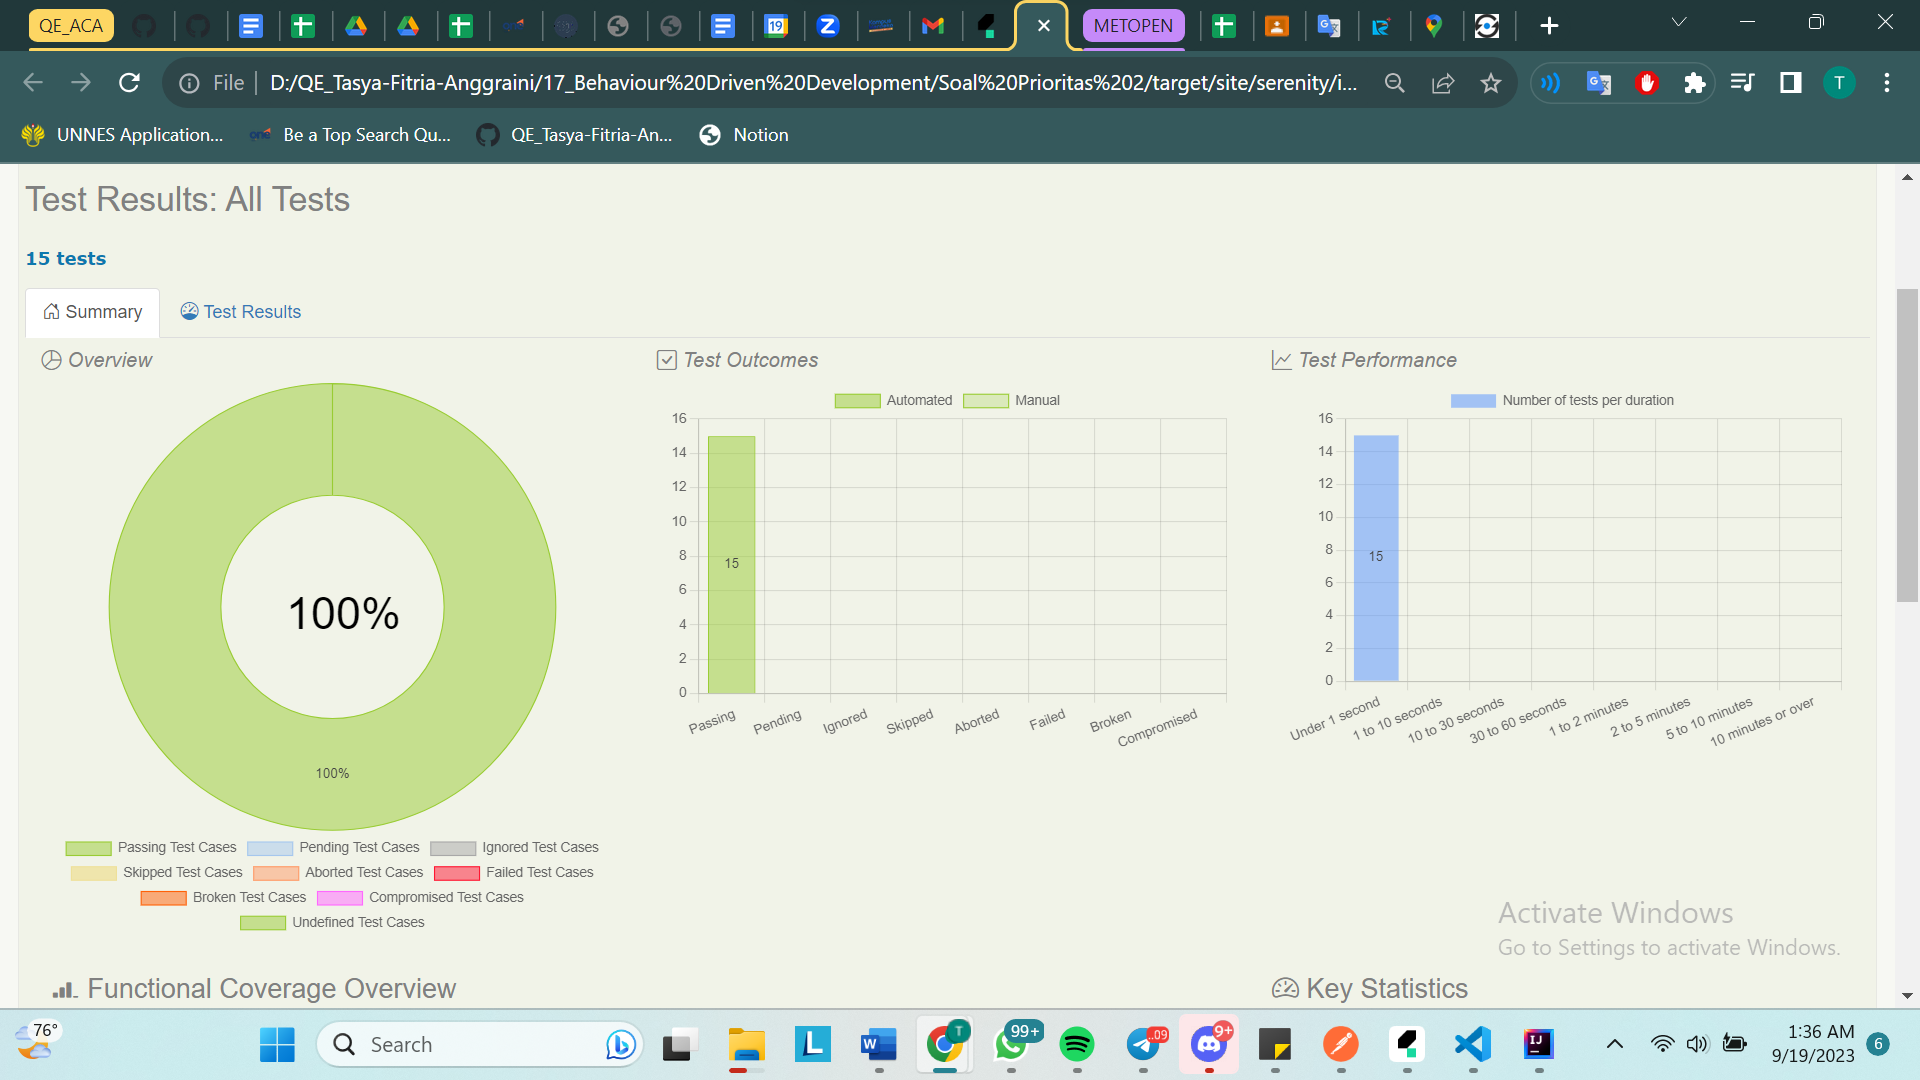 QE_ACA
METOPEN
File
D:/QE_Tasya-Fitria-Anggraini/17_Behaviour%20Driven%20Development/Soal%20Prioritas%202/target/site/serenity/i...
T
UNNES Application...
one
Be a Top Search Qu...
QE_Tasya-Fitria-An...
Notion
Test Results: All Tests
15 tests
Summary
Test Results
Overview
Test Outcomes
Test Performance
Automated
Manual
Number of tests per duration
16
14
12
10
8
6
4
2
0
15
Passing
Pending
Ignored
Skipped
Aborted
Failed
Broken
Compromised
16
14
12
10
8
6
4
2
0
15
Under 1 second
1 to 10 seconds
10 to 30 seconds
30 to 60 seconds
1 to 2 minutes
2 to 5 minutes
5 to 10 minutes
10 minutes or over
100%
100%
Passing Test Cases
Pending Test Cases
Ignored Test Cases
Skipped Test Cases
Aborted Test Cases
Failed Test Cases
Broken Test Cases
Compromised Test Cases
Undefined Test Cases
Activate Windows
Go to Settings to activate Windows.
Functional Coverage Overview
Key Statistics
76°
Search
T
99+
..09
9+
1:36 AM
9/19/2023
6